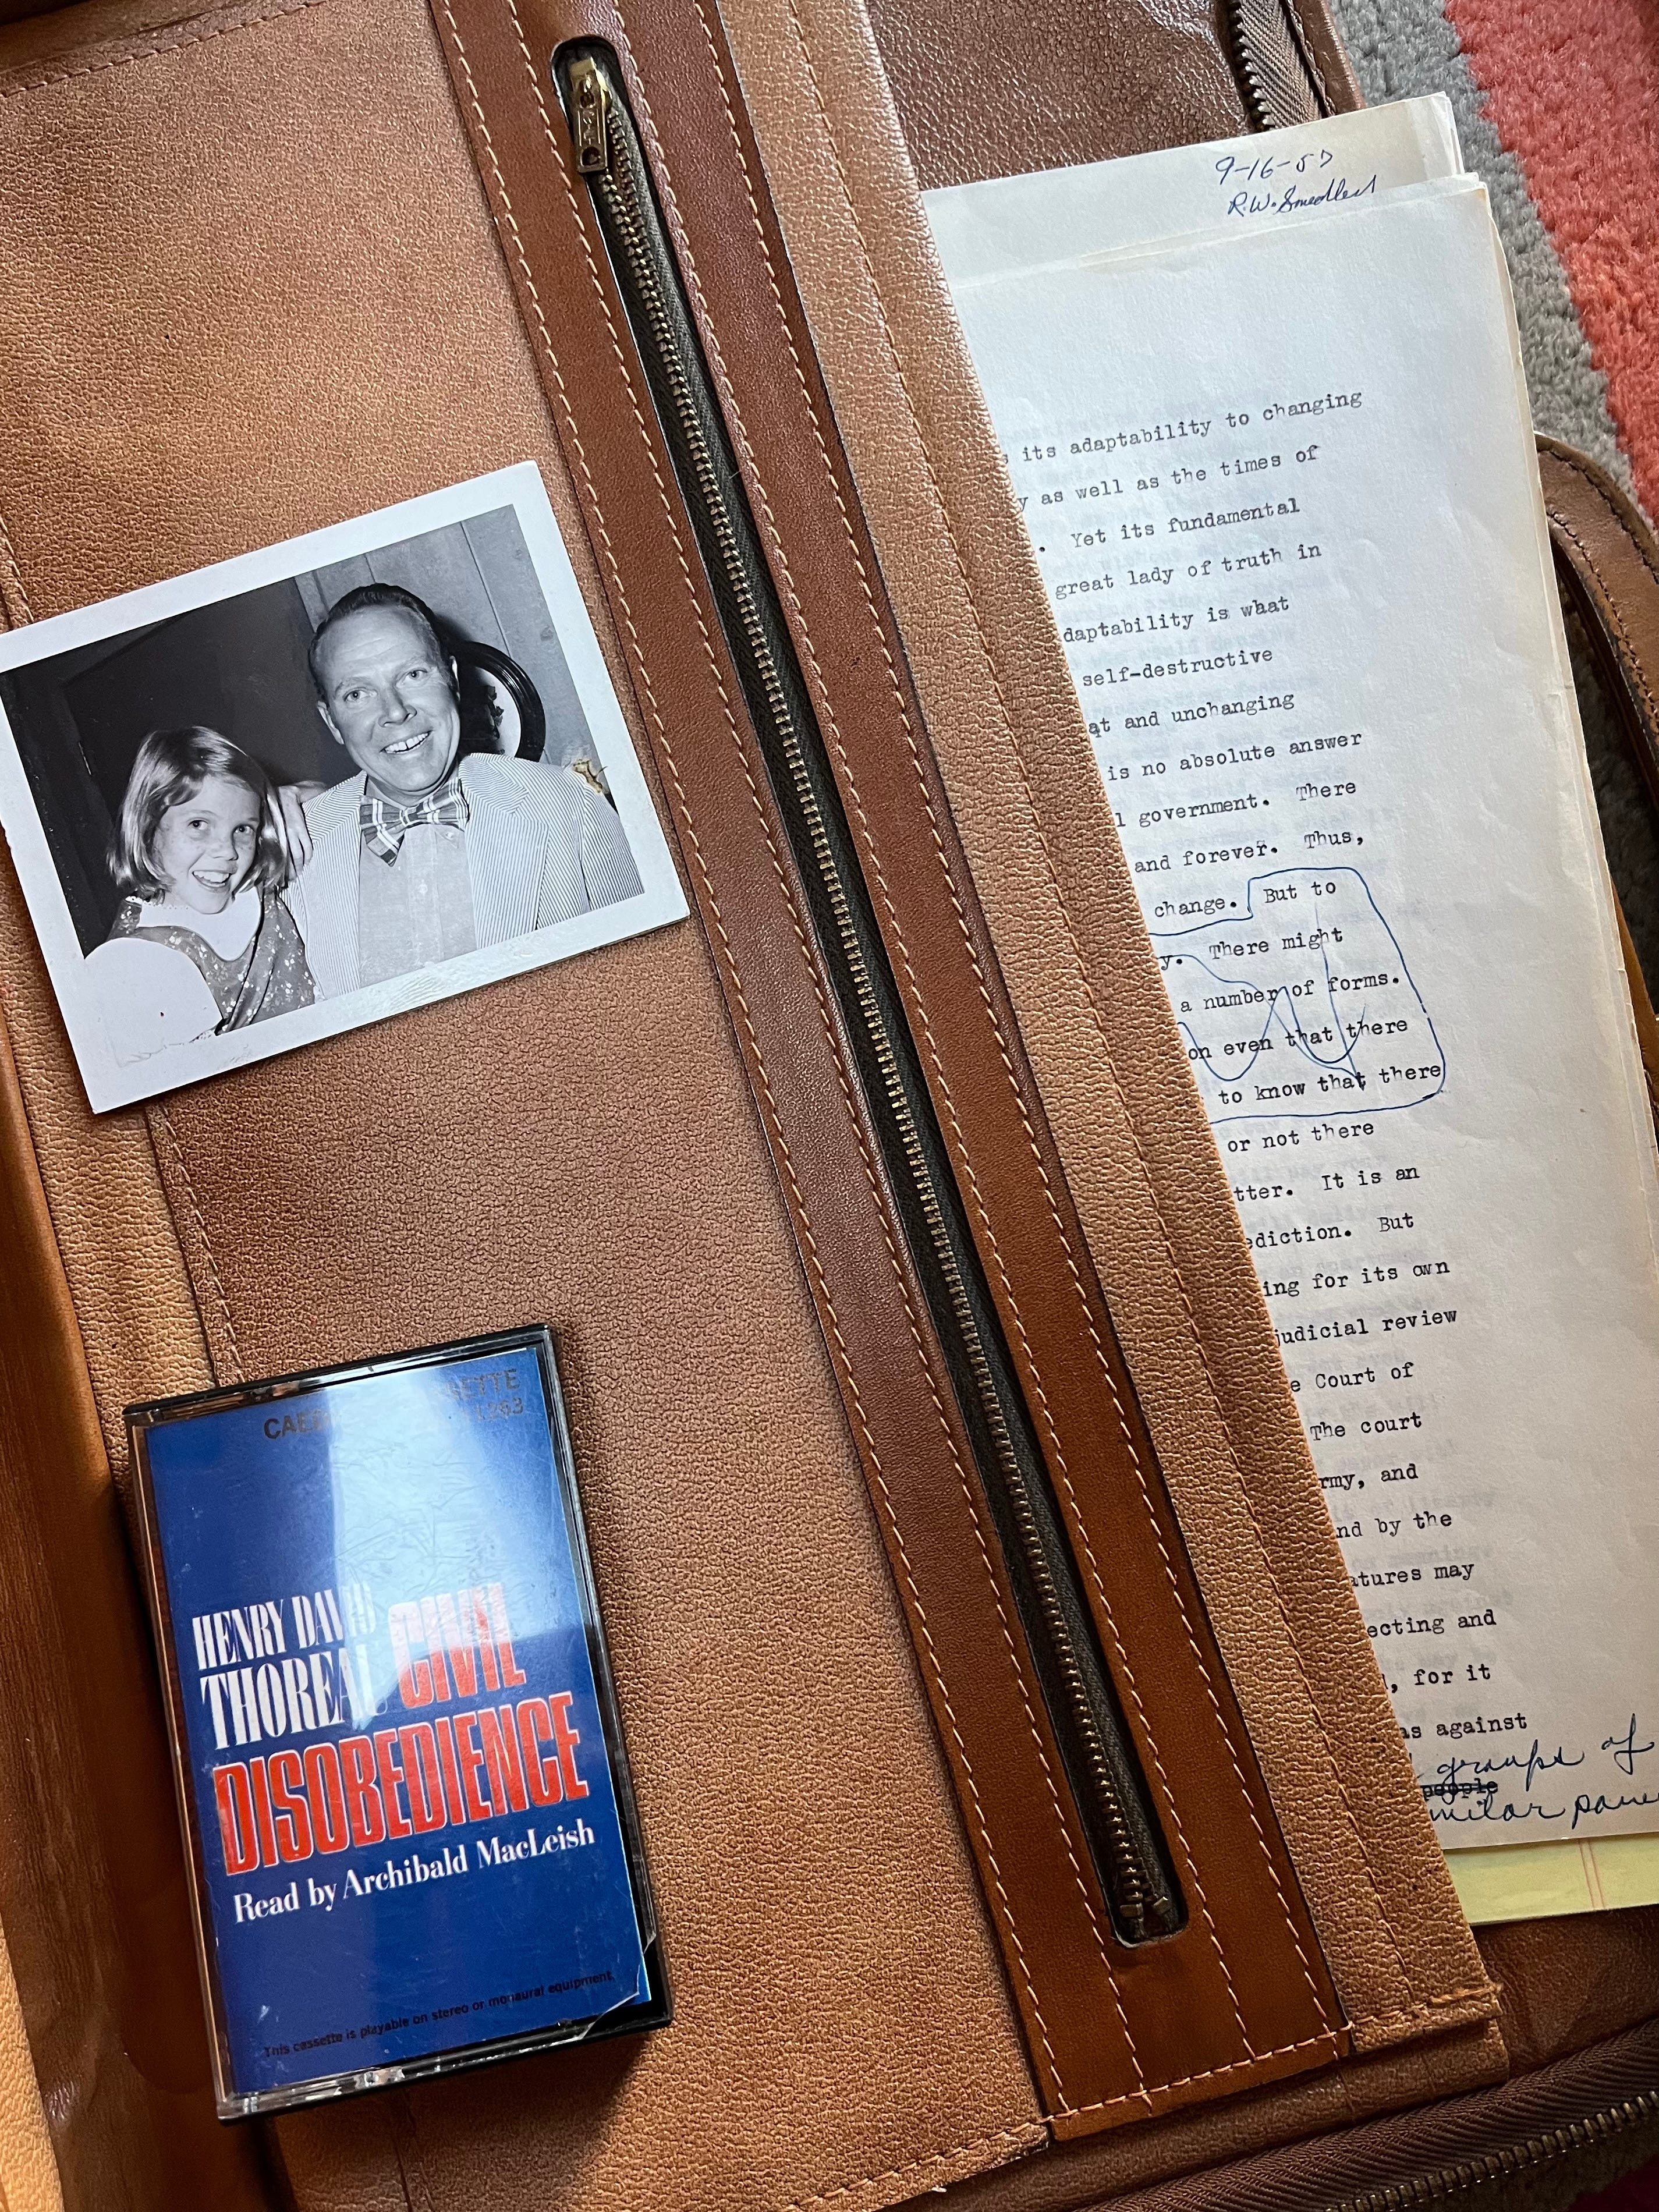 9-16-57
R.W.
its adaptability to changing
y as well as the times of
. Yet its fundamental
great lady of truth in
daptability is what
self-destructive
at and unchanging
is no absolute answer
l government. There
and forever. Thus,
change. But to
y. There might
a number of forms.
on even that there
to know that there
or not there
tter. It is an
ediction. But
ing for its own
judicial review
e Court of
The court
rmy, and
nd by the
atures may
ecting and
, for it
as against
groups of
people
milar
CAED ETTE
1263
HENRY DAVID
THOREAU CIVIL
DISOBEDIENCE
Read by Archibald MacLeish
This cassette is playable on stereo or monaural equipment